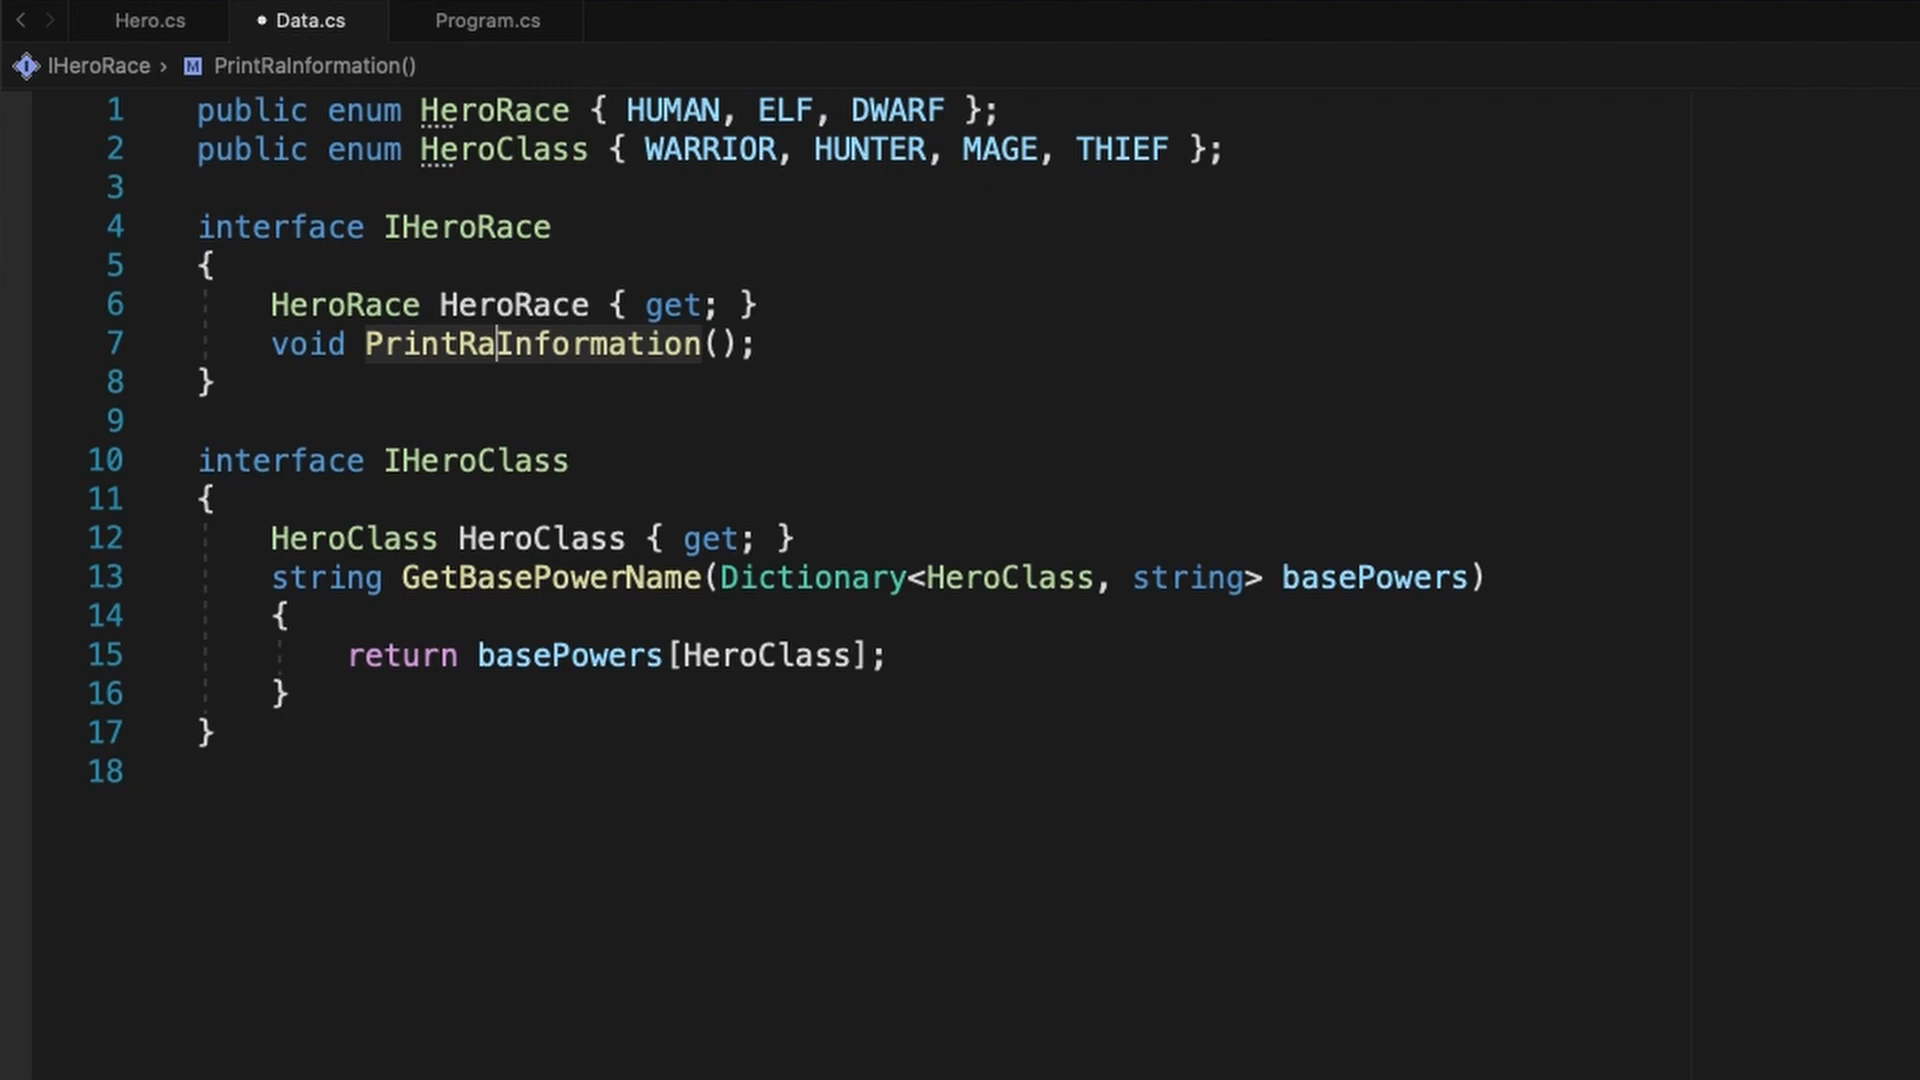 Hero.cs
• Data.cs
Program.cs
IHeroRace › M PrintRaInformation()
1 public enum HeroRace { HUMAN, ELF, DWARF };
2 public enum HeroClass { WARRIOR, HUNTER, MAGE, THIEF };
3
4 interface IHeroRace
5 {
6 HeroRace HeroRace { get; }
7 void PrintRaInformation();
8 }
9
10 interface IHeroClass
11 {
12 HeroClass HeroClass { get; }
13 string GetBasePowerName(Dictionary<HeroClass, string> basePowers)
14 {
15 return basePowers[HeroClass];
16 }
17 }
18